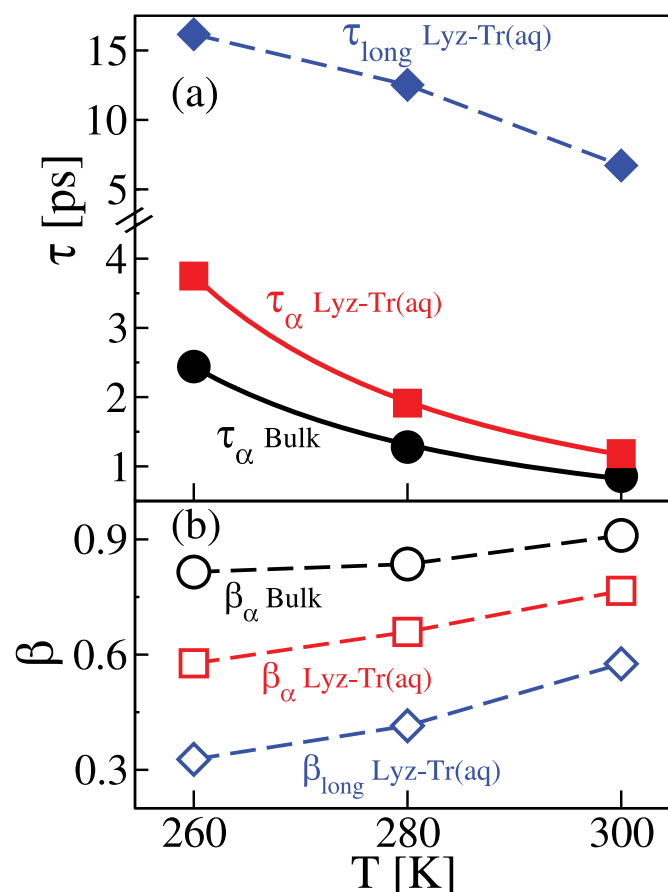 τlong Lyz-Tr(aq)
(a)
15
10
5
τ [ps]
4
τα Lyz-Tr(aq)
3
2
τα Bulk
1
(b)
0.9
βα Bulk
β
0.6
βα Lyz-Tr(aq)
0.3
βlong Lyz-Tr(aq)
260 280 300
T [K]